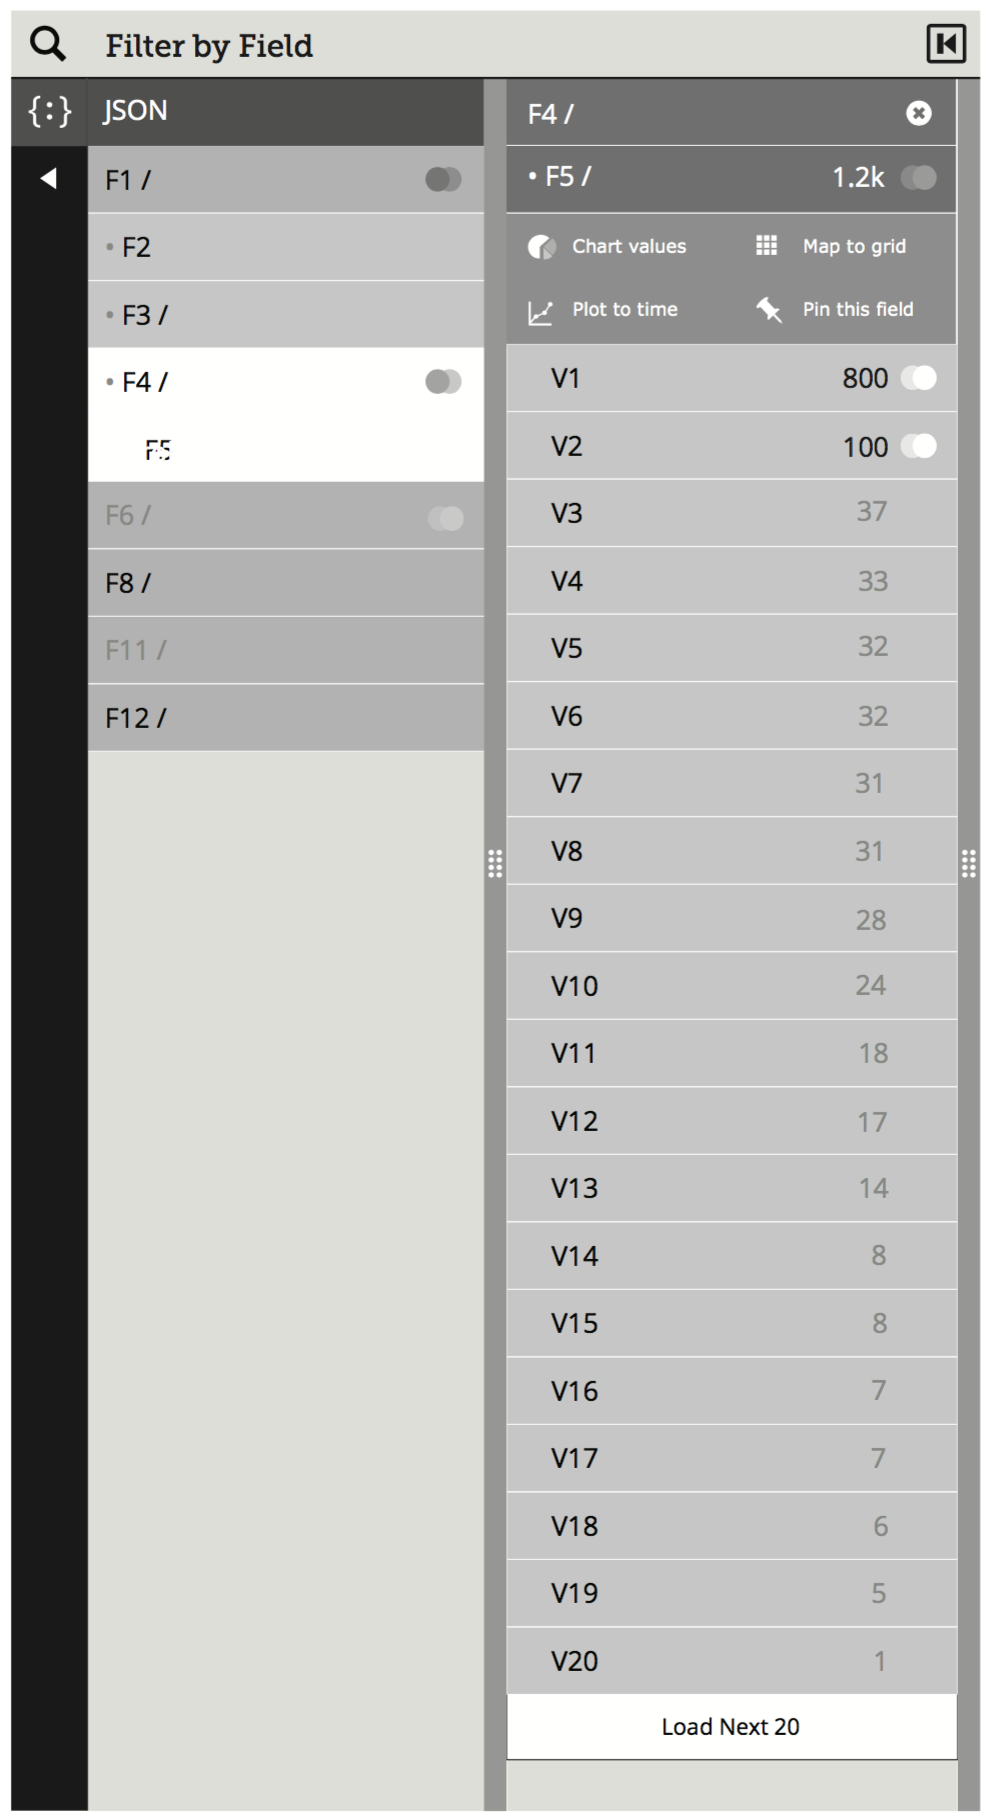 Filter by Field
{:} JSON
F1 /
• F2
• F3 /
• F4 /
F5
F6 /
F8 /
F11 /
F12 /
F4 /
• F5 / 1.2k
Chart values Map to grid
Plot to time Pin this field
V1 800
V2 100
V3 37
V4 33
V5 32
V6 32
V7 31
V8 31
V9 28
V10 24
V11 18
V12 17
V13 14
V14 8
V15 8
V16 7
V17 7
V18 6
V19 5
V20 1
Load Next 20